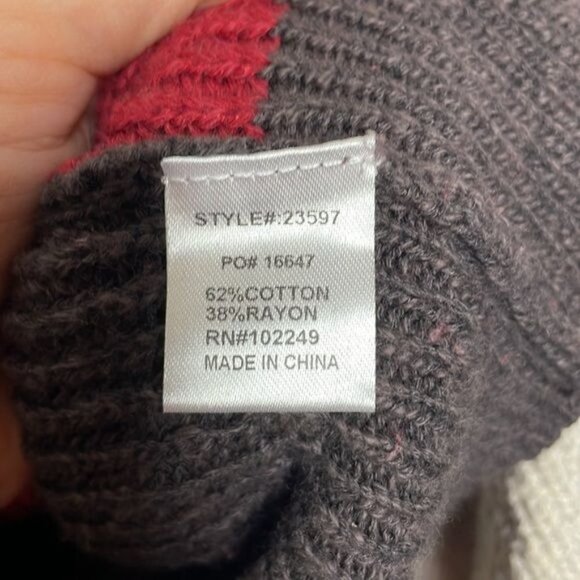 STYLE#:23597
PO# 16647
62%COTTON
38%RAYON
RN#102249
MADE IN CHINA